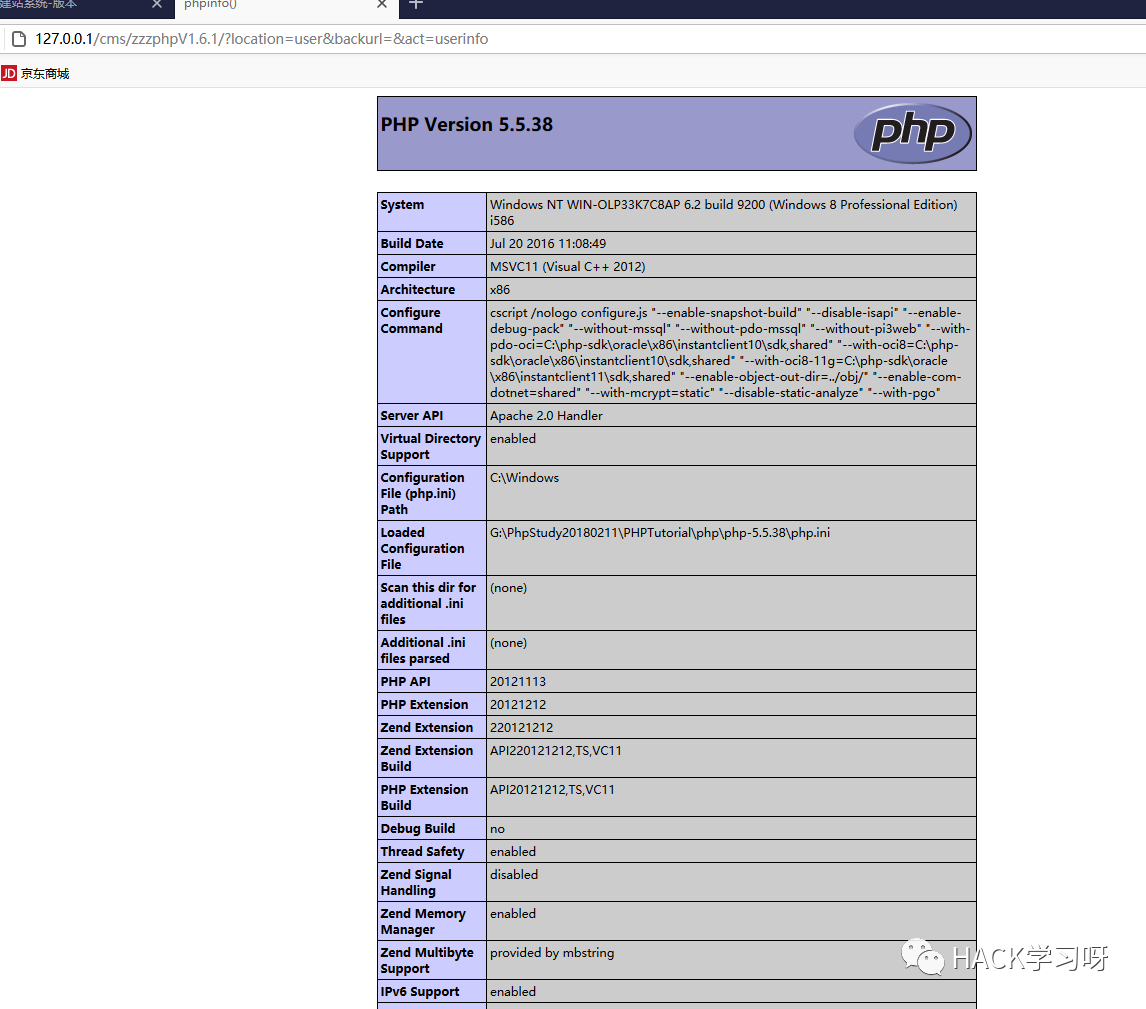 建站系统-版本
phpinfo()
127.0.0.1/cms/zzzphpV1.6.1/?location=user&backurl=&act=userinfo
JD 京东商城
PHP Version 5.5.38
php
System
Windows NT WIN-OLP33K7C8AP 6.2 build 9200 (Windows 8 Professional Edition)
i586
Build Date
Jul 20 2016 11:08:49
Compiler
MSVC11 (Visual C++ 2012)
Architecture
x86
Configure
Command
cscript /nologo configure.js "--enable-snapshot-build" "--disable-isapi" "--enable-
debug-pack" "--without-mssql" "--without-pdo-mssql" "--without-pi3web" "--with-
pdo-oci=C:\php-sdk\oracle\x86\instantclient10\sdk,shared" "--with-oci8=C:\php-
sdk\oracle\x86\instantclient10\sdk,shared" "--with-oci8-11g=C:\php-sdk\oracle
\x86\instantclient11\sdk,shared" "--enable-object-out-dir=../obj/" "--enable-com-
dotnet=shared" "--with-mcrypt=static" "--disable-static-analyze" "--with-pgo"
Server API
Apache 2.0 Handler
Virtual Directory
Support
enabled
Configuration
File (php.ini)
Path
C:\Windows
Loaded
Configuration
File
G:\PhpStudy20180211\PHPTutorial\php\php-5.5.38\php.ini
Scan this dir for
additional .ini
files
(none)
Additional .ini
files parsed
(none)
PHP API
20121113
PHP Extension
20121212
Zend Extension
220121212
Zend Extension
Build
API220121212,TS,VC11
PHP Extension
Build
API20121212,TS,VC11
Debug Build
no
Thread Safety
enabled
Zend Signal
Handling
disabled
Zend Memory
Manager
enabled
Zend Multibyte
Support
provided by mbstring
IPv6 Support
enabled
HACK学习呀